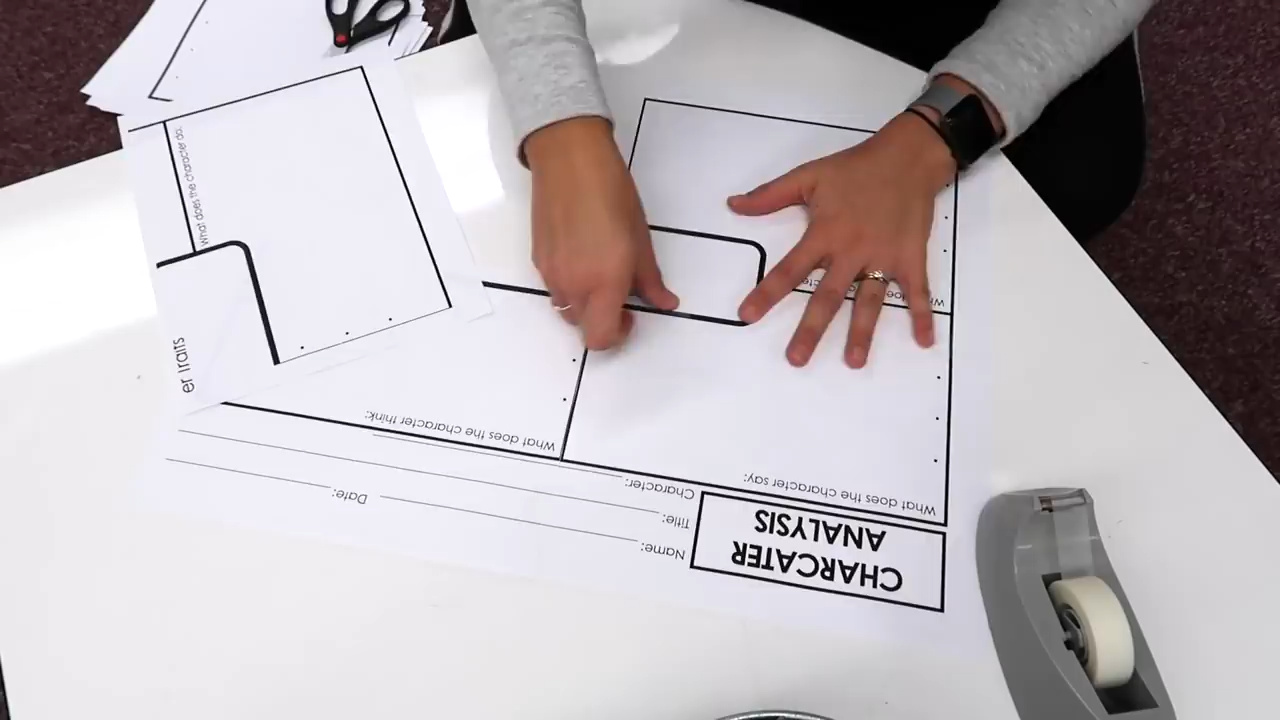 CHARCATER
ANALYSIS
Name:
Title:
Date:
Character:
What does the character say:
What does the character think:
What does the character do:
er Traits